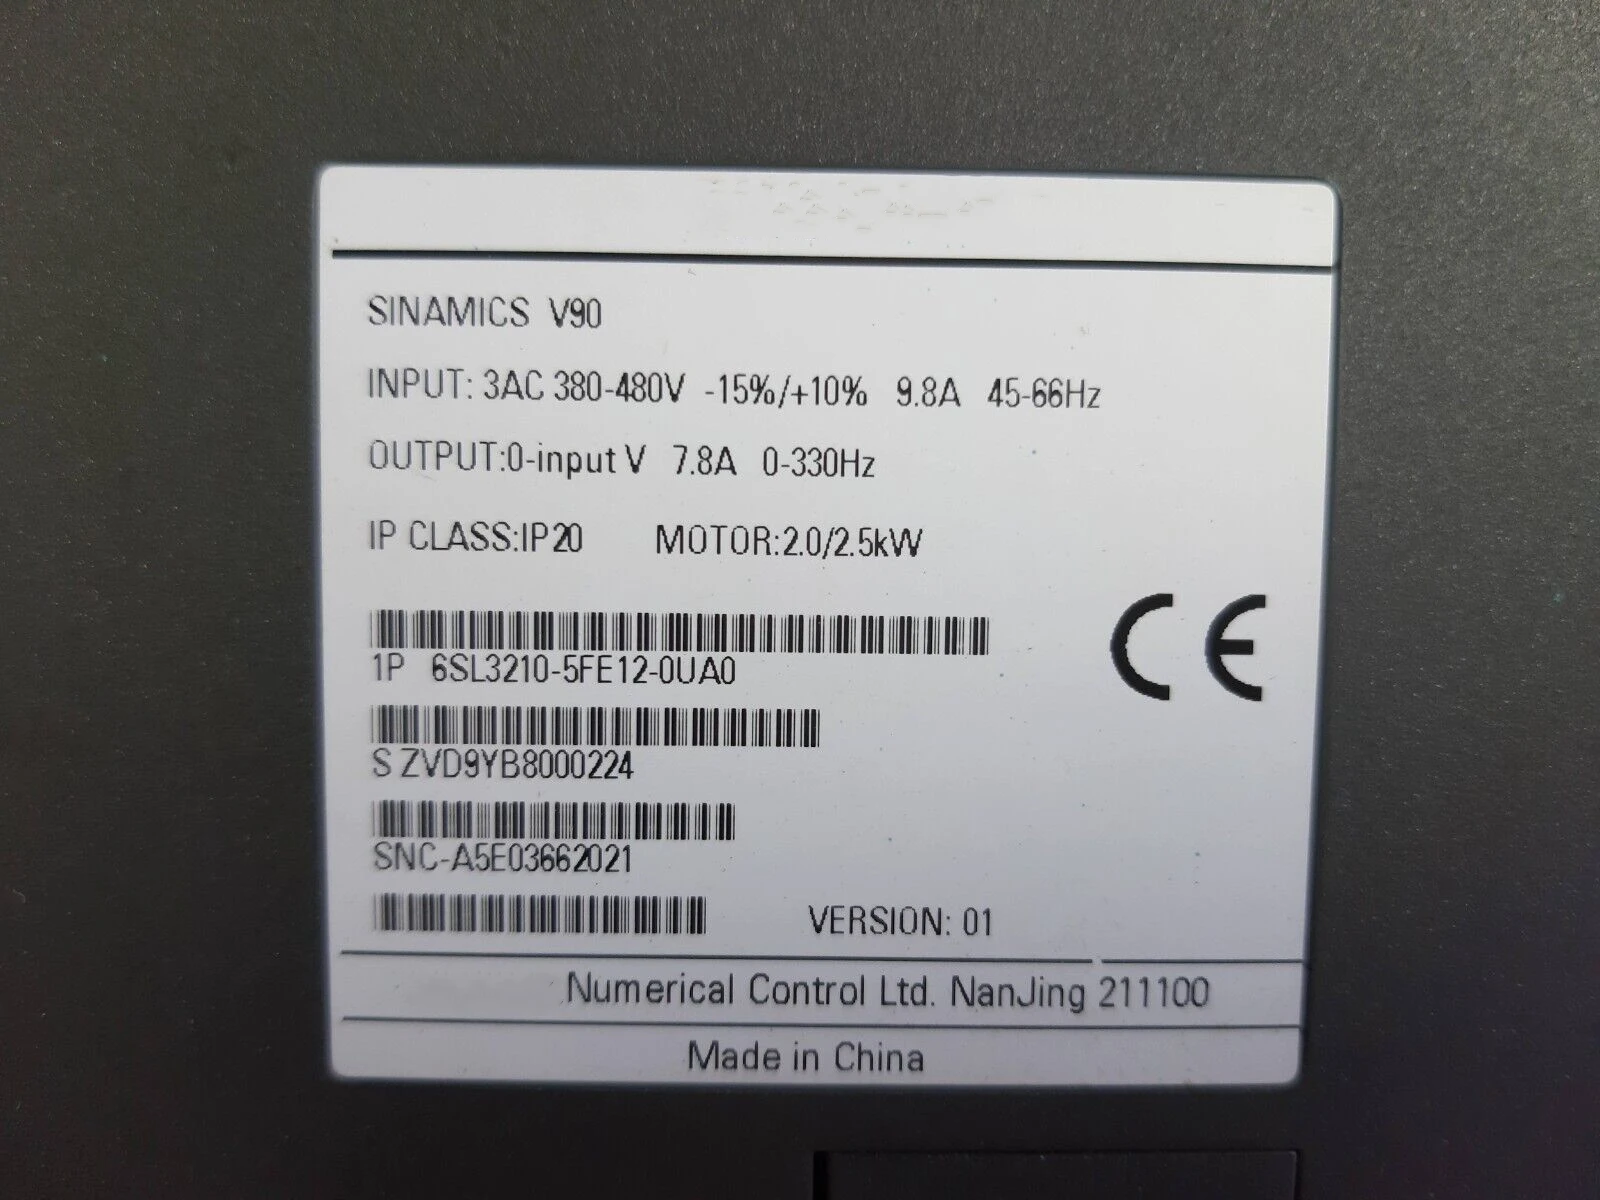 SINAMICS V90
INPUT: 3AC 380-480V -15%/+10% 9.8A 45-66Hz
OUTPUT:0-input V 7.8A 0-330Hz
IP CLASS:IP20 MOTOR:2.0/2.5kW
CE
1P 6SL3210-5FE12-0UA0
S ZVD9YB8000224
SNC-A5E03662021
VERSION: 01
Numerical Control Ltd. NanJing 211100
Made in China